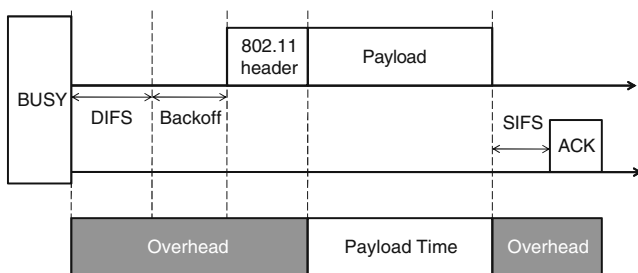 802.11
header
Payload
BUSY
DIFS
Backoff
SIFS
ACK
Overhead
Payload Time
Overhead